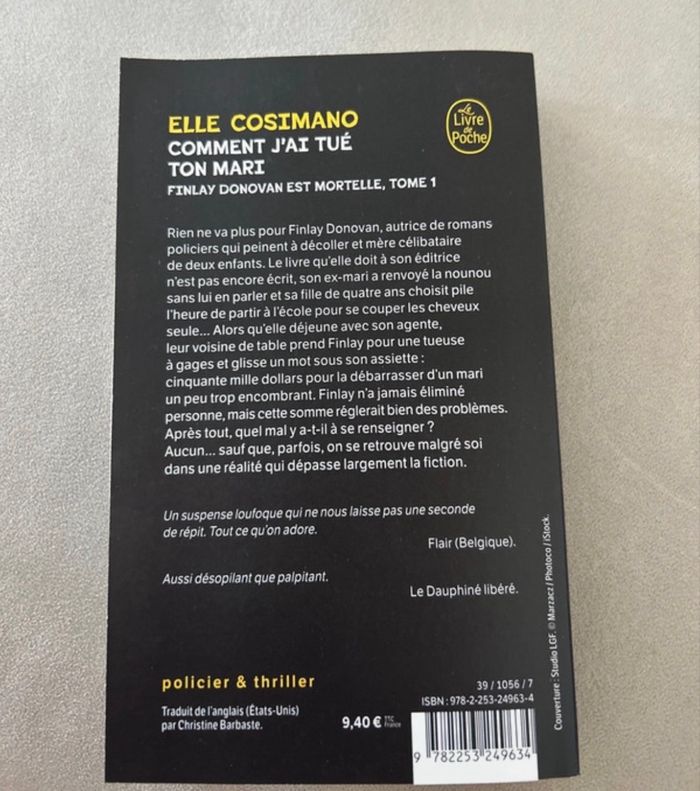 ELLE COSIMANO
COMMENT J'AI TUÉ
TON MARI
FINLAY DONOVAN EST MORTELLE, TOME 1
Le
Livre
de
Poche
Rien ne va plus pour Finlay Donovan, autrice de romans
policiers qui peinent à décoller et mère célibataire
de deux enfants. Le livre qu'elle doit à son éditrice
n'est pas encore écrit, son ex-mari a renvoyé la nounou
sans lui en parler et sa fille de quatre ans choisit pile
l'heure de partir à l'école pour se couper les cheveux
seule... Alors qu'elle déjeune avec son agente,
leur voisine de table prend Finlay pour une tueuse
à gages et glisse un mot sous son assiette :
cinquante mille dollars pour la débarrasser d'un mari
un peu trop encombrant. Finlay n'a jamais éliminé
personne, mais cette somme réglerait bien des problèmes.
Après tout, quel mal y a-t-il à se renseigner ?
Aucun... sauf que, parfois, on se retrouve malgré soi
dans une réalité qui dépasse largement la fiction.
Un suspense loufoque qui ne nous laisse pas une seconde
de répit. Tout ce qu'on adore.
Flair (Belgique).
Aussi désopilant que palpitant.
Le Dauphiné libéré.
policier & thriller
Traduit de l'anglais (États-Unis)
par Christine Barbaste.
9,40 € TTC
France
39 / 1056 / 7
ISBN : 978-2-253-24963-4
9 782253 249634
Couverture : Studio LGF. © Marzacz / Photoco / iStock.